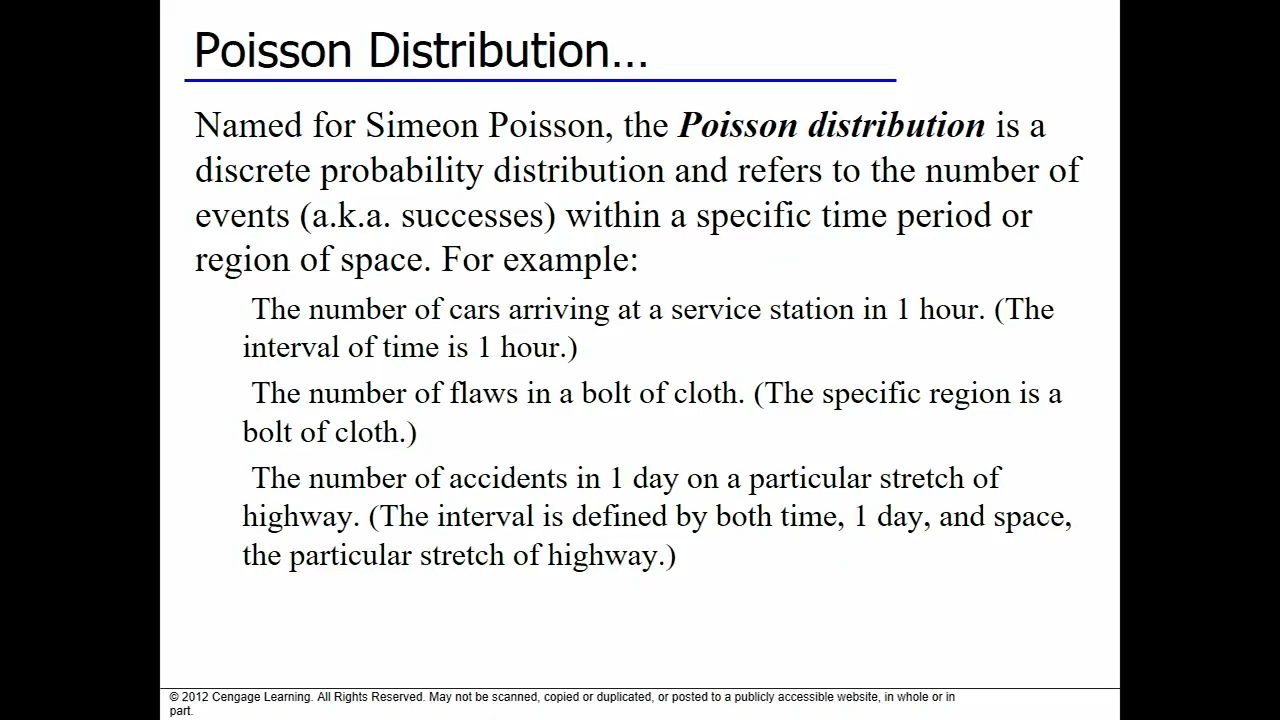 Poisson Distribution…
Named for Simeon Poisson, the Poisson distribution is a
discrete probability distribution and refers to the number of
events (a.k.a. successes) within a specific time period or
region of space. For example:
The number of cars arriving at a service station in 1 hour. (The
interval of time is 1 hour.)
The number of flaws in a bolt of cloth. (The specific region is a
bolt of cloth.)
The number of accidents in 1 day on a particular stretch of
highway. (The interval is defined by both time, 1 day, and space,
the particular stretch of highway.)
© 2012 Cengage Learning. All Rights Reserved. May not be scanned, copied or duplicated, or posted to a publicly accessible website, in whole or in
part.